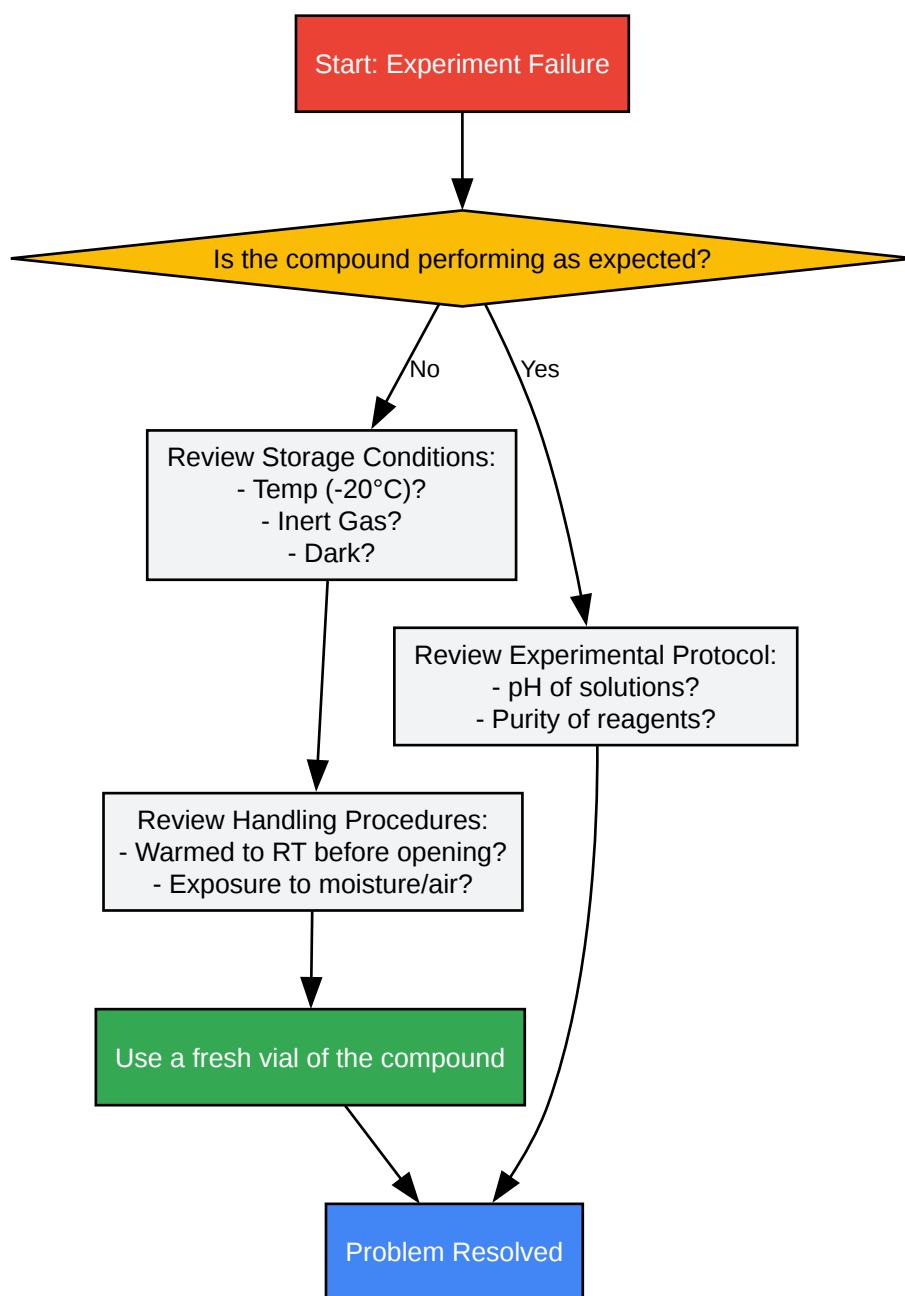 Start: Experiment Failure
Is the compound performing as expected?
No
Yes
Review Storage Conditions:
- Temp (-20°C)?
- Inert Gas?
- Dark?
Review Experimental Protocol:
- pH of solutions?
- Purity of reagents?
Review Handling Procedures:
- Warmed to RT before opening?
- Exposure to moisture/air?
Use a fresh vial of the compound
Problem Resolved